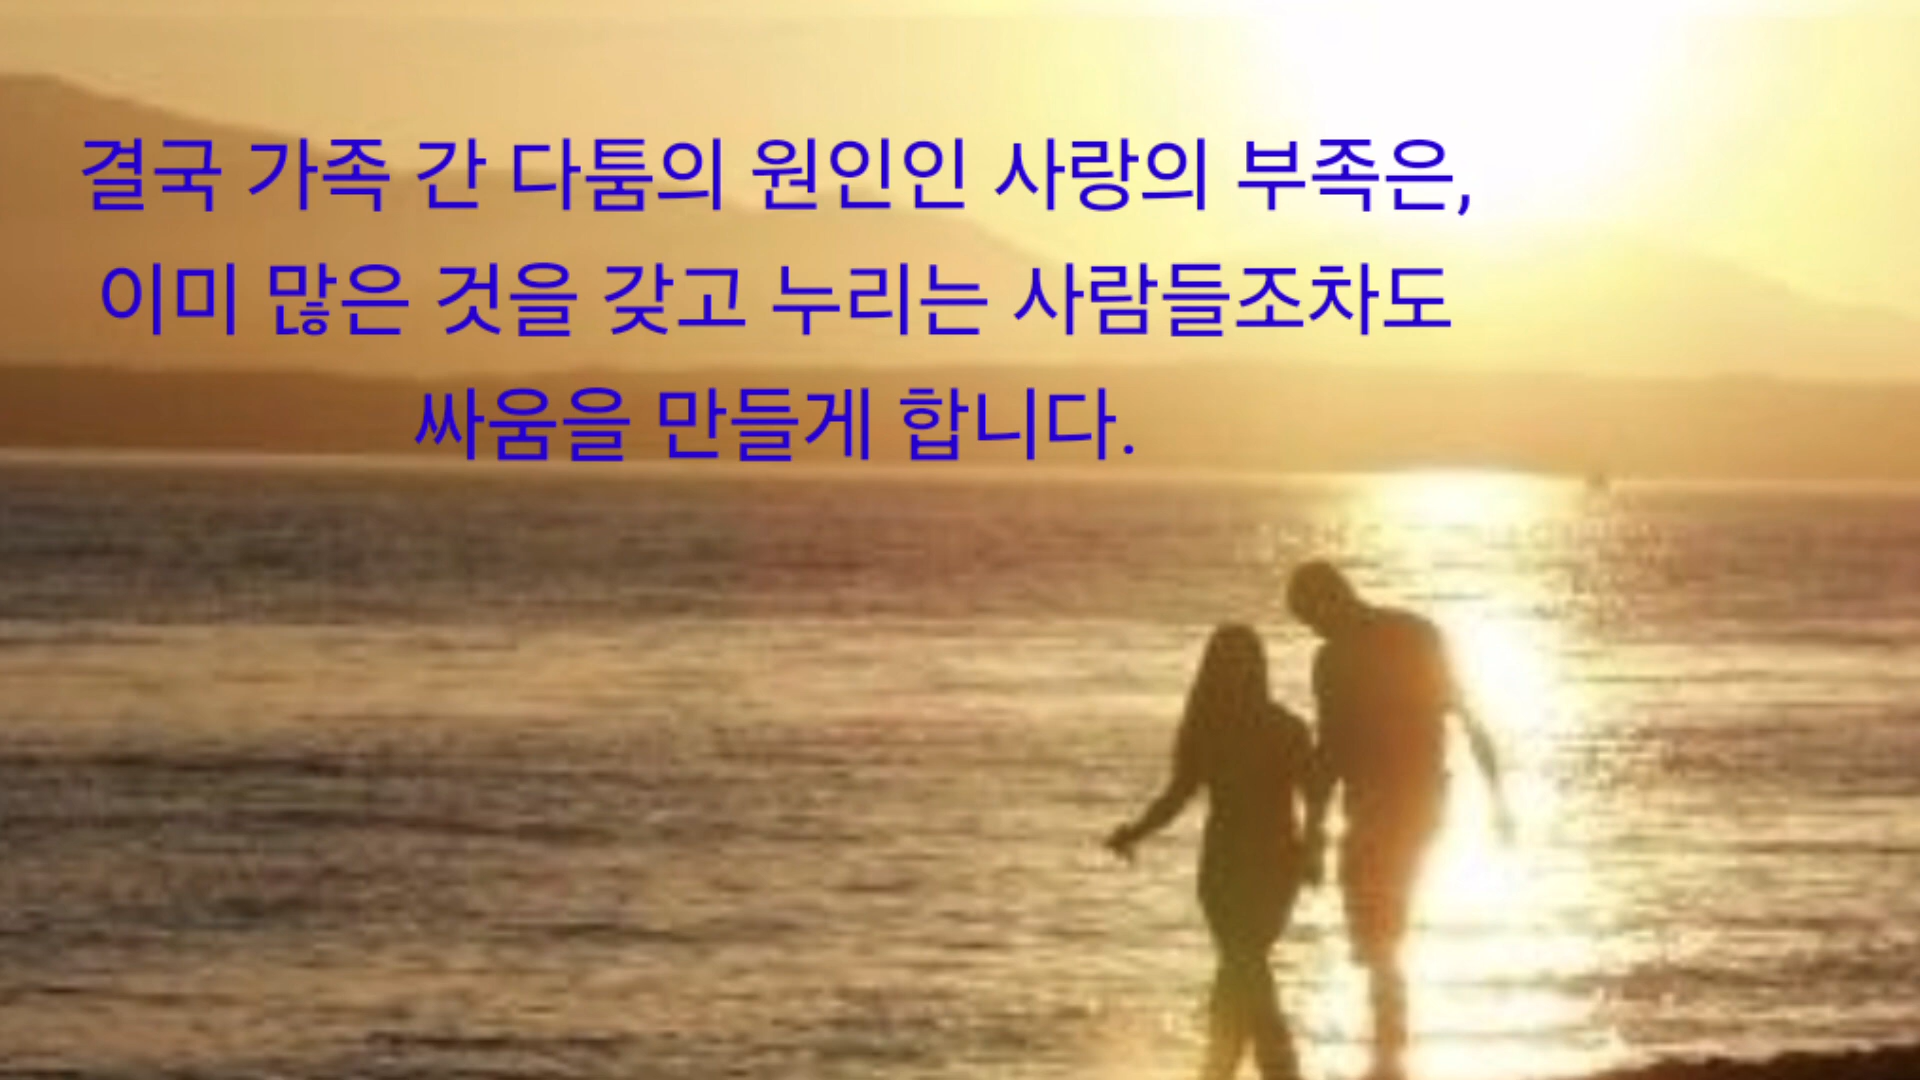 결국 가족 간 다툼의 원인인 사랑의 부족은,
이미 많은 것을 갖고 누리는 사람들조차도
싸움을 만들게 합니다.